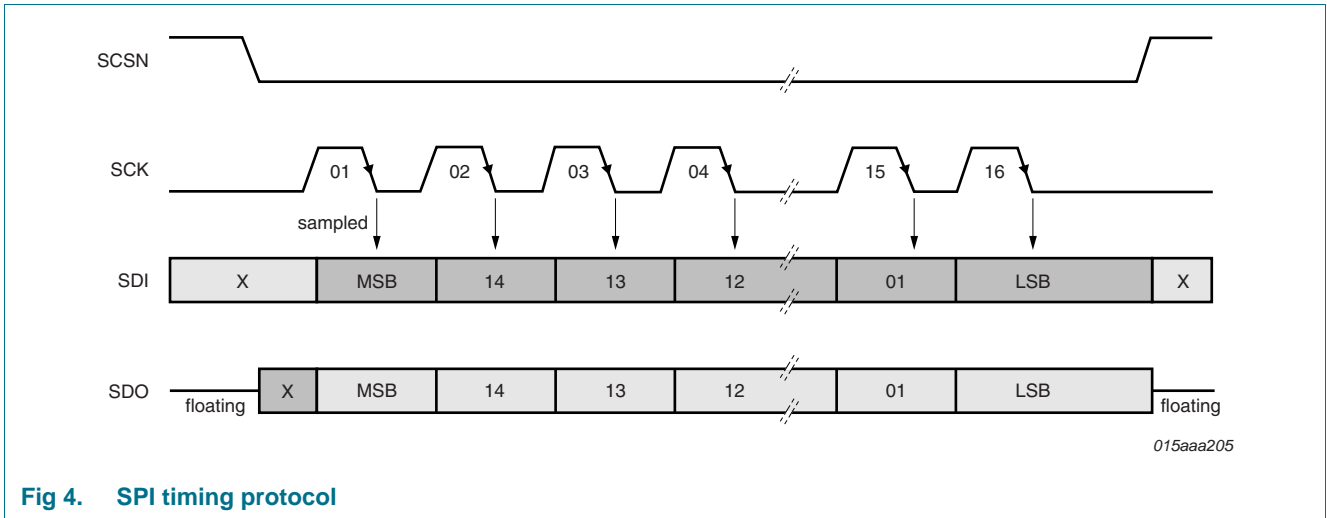 SCSN
SCK 01 02 03 04 15 16
sampled
SDI X MSB 14 13 12 01 LSB X
SDO floating X MSB 14 13 12 01 LSB floating
015aaa205
Fig 4. SPI timing protocol